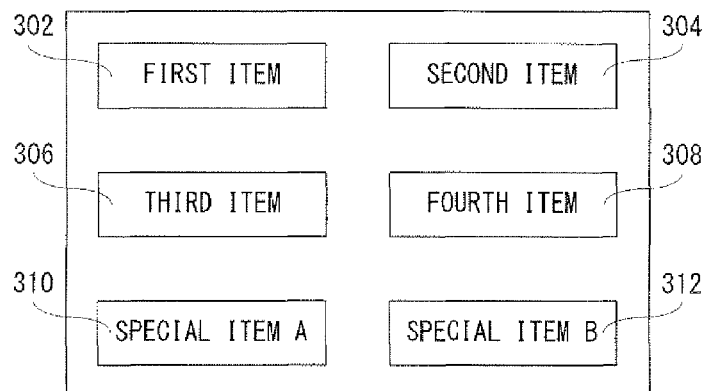 302 304
FIRST ITEM SECOND ITEM
306 308
THIRD ITEM FOURTH ITEM
310 312
SPECIAL ITEM A SPECIAL ITEM B